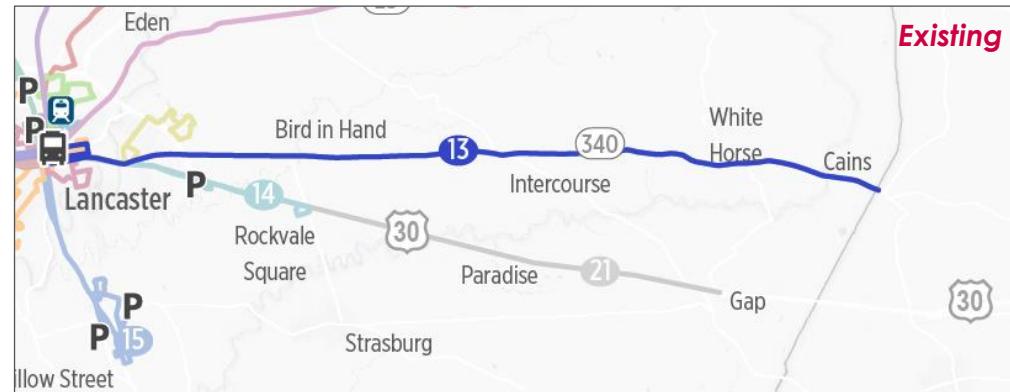 Existing
Eden
P
P
Bird in Hand
13
340
White
Horse
Cains
Intercourse
Lancaster
P
14
Rockvale
Square
30
Paradise
21
Gap
30
P
P
15
Strasburg
illow Street